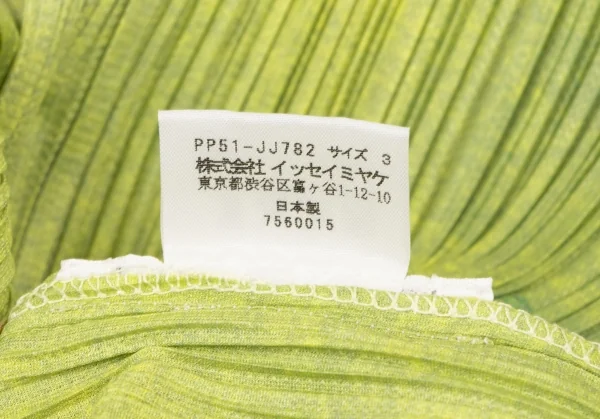 PP51-JJ782 サイズ 3
株式会社 イッセイミヤケ
東京都渋谷区富ヶ谷1-12-10
日本製
7560015